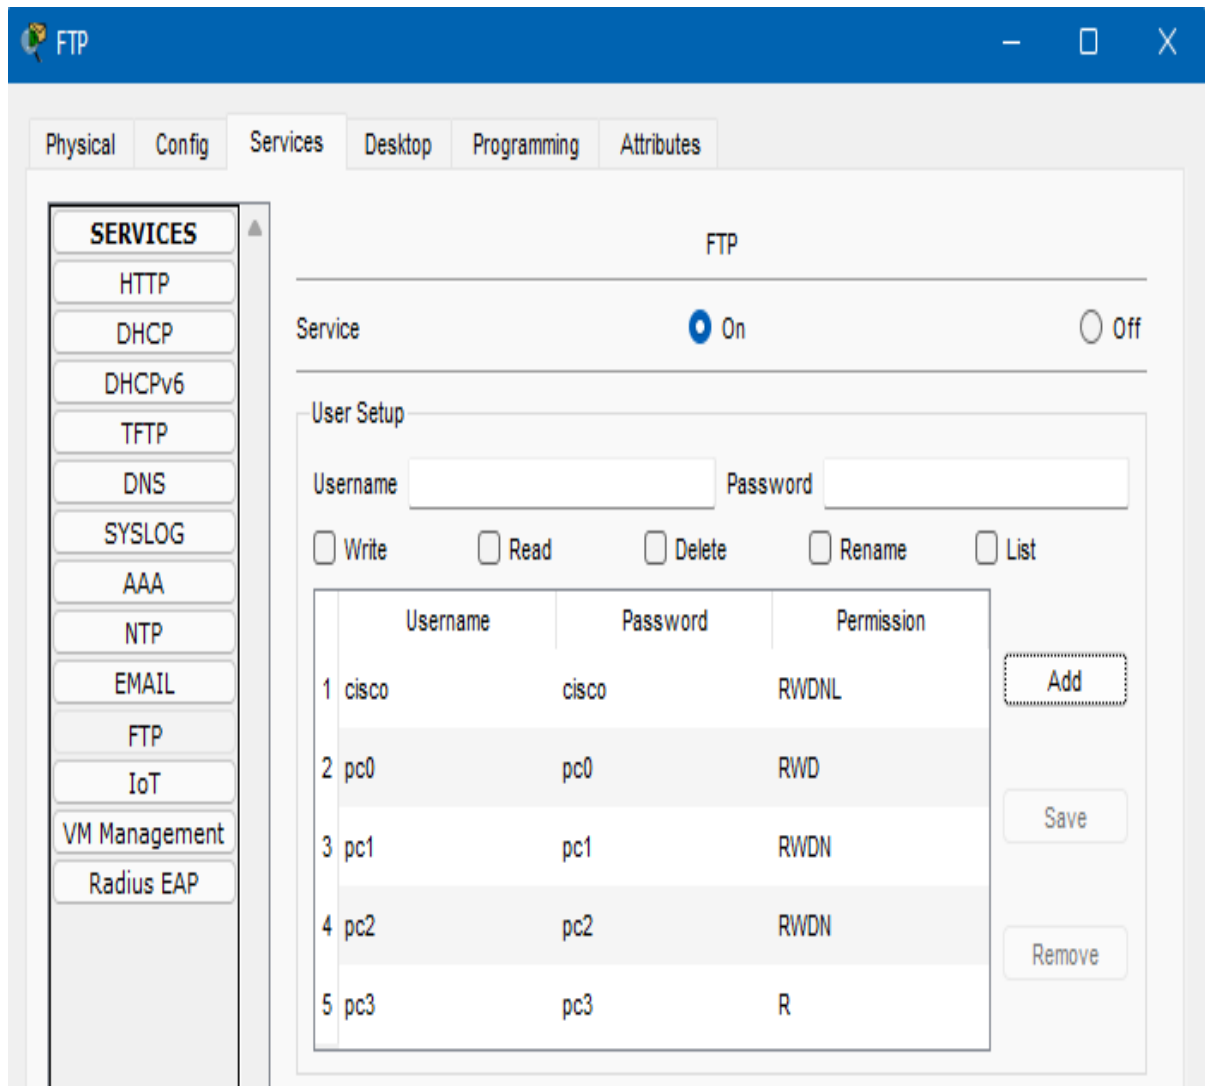 FTP
Physical Config Services Desktop Programming Attributes
SERVICES
HTTP
DHCP
DHCPv6
TFTP
DNS
SYSLOG
AAA
NTP
EMAIL
FTP
IoT
VM Management
Radius EAP
FTP
Service On Off
User Setup
Username Password
Write Read Delete Rename List
Username Password Permission
1 cisco cisco RWDNL
2 pc0 pc0 RWD
3 pc1 pc1 RWDN
4 pc2 pc2 RWDN
5 pc3 pc3 R
Add
Save
Remove